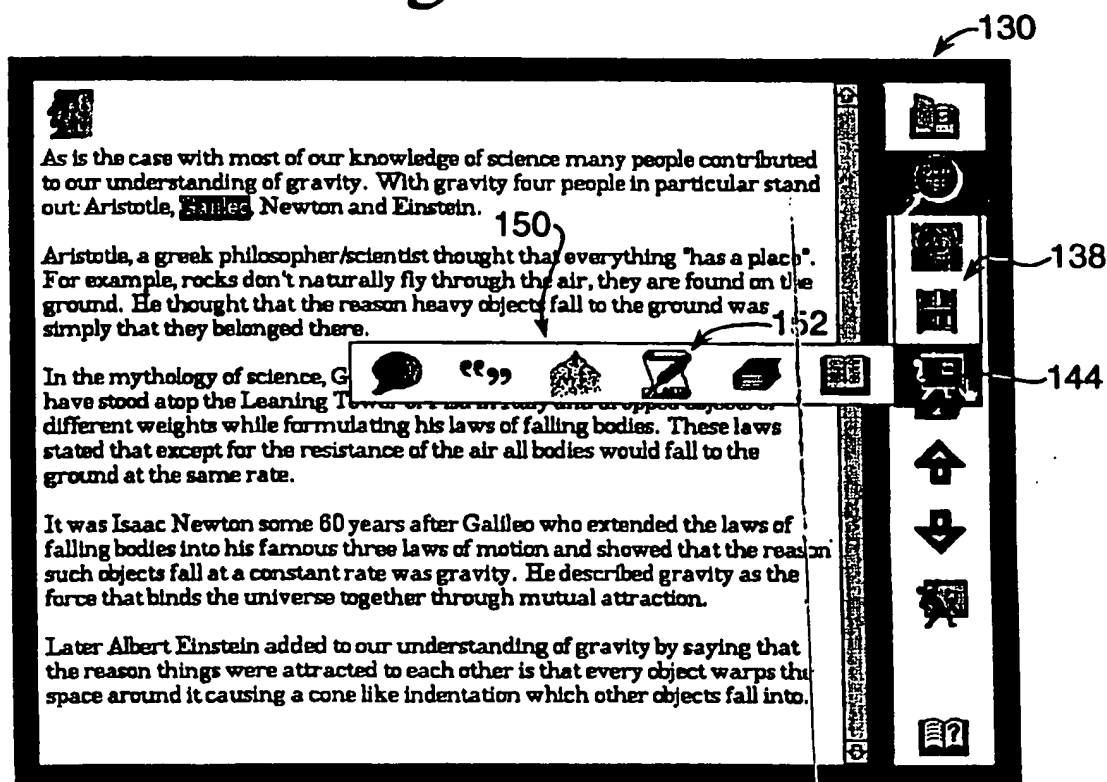 130
As is the case with most of our knowledge of science many people contributed
to our understanding of gravity. With gravity four people in particular stand
out: Aristotle, Galileo, Newton and Einstein.
150
Aristotle, a greek philosopher/scientist thought that everything "has a place".
138
For example, rocks don't naturally fly through the air, they are found on the
ground. He thought that the reason heavy objects fall to the ground was
152
simply that they belonged there.
In the mythology of science, G
144
have stood atop the Leaning
different weights while formulating his laws of falling bodies. These laws
stated that except for the resistance of the air all bodies would fall to the
ground at the same rate.
It was Isaac Newton some 60 years after Galileo who extended the laws of
falling bodies into his famous three laws of motion and showed that the reason
such objects fall at a constant rate was gravity. He described gravity as the
force that binds the universe together through mutual attraction.
Later Albert Einstein added to our understanding of gravity by saying that
the reason things were attracted to each other is that every object warps the
space around it causing a cone like indentation which other objects fall into.